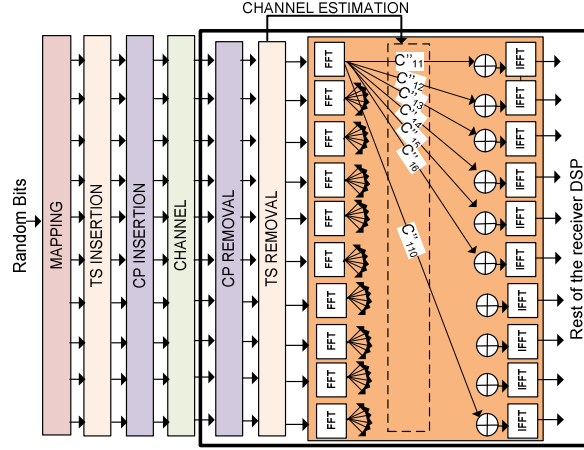 CHANNEL ESTIMATION
Random Bits
MAPPING
TS INSERTION
CP INSERTION
CHANNEL
CP REMOVAL
TS REMOVAL
FFT
FFT
FFT
FFT
FFT
FFT
FFT
FFT
FFT
FFT
C''11
C''12
C''13
C''14
C''15
C''16
C''110
IFFT
IFFT
IFFT
IFFT
IFFT
IFFT
IFFT
IFFT
IFFT
IFFT
Rest of the receiver DSP